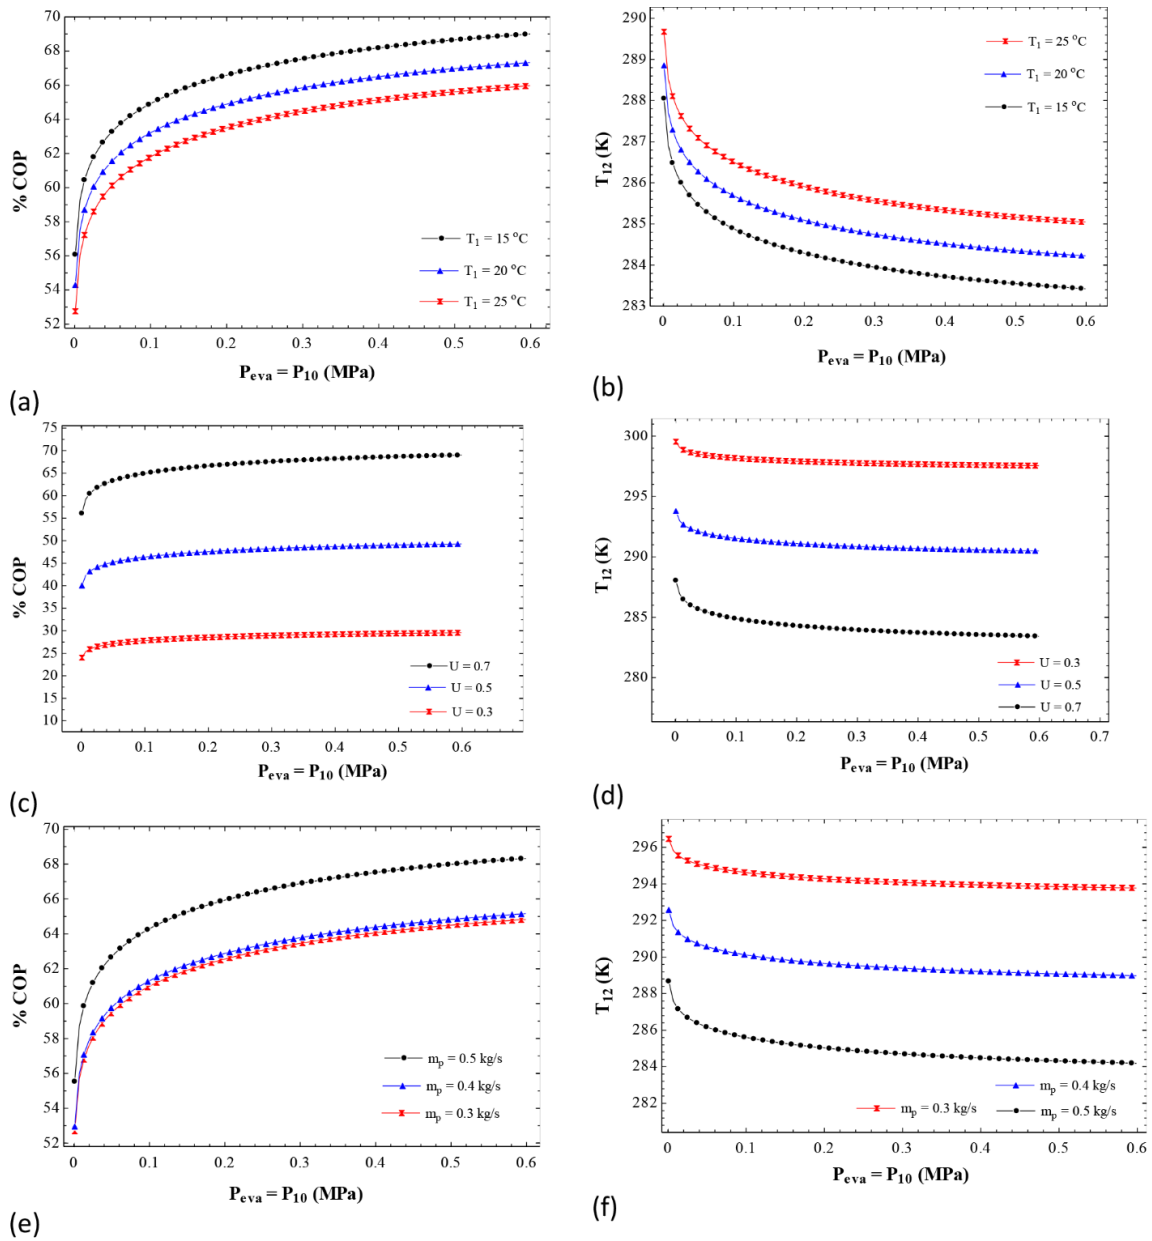 70
68
66
64
62
60
58
56
54
52
% COP
T1 = 15 °C
T1 = 20 °C
T1 = 25 °C
0 0.1 0.2 0.3 0.4 0.5 0.6
Peva = P10 (MPa)
(a)
290
289
288
287
286
285
284
283
T12 (K)
T1 = 25 °C
T1 = 20 °C
T1 = 15 °C
0 0.1 0.2 0.3 0.4 0.5 0.6
Peva = P10 (MPa)
(b)
75
70
65
60
55
50
45
40
35
30
25
20
15
10
% COP
U = 0.7
U = 0.5
U = 0.3
0 0.1 0.2 0.3 0.4 0.5 0.6
Peva = P10 (MPa)
(c)
300
295
290
285
280
T12 (K)
U = 0.3
U = 0.5
U = 0.7
0 0.1 0.2 0.3 0.4 0.5 0.6 0.7
Peva = P10 (MPa)
(d)
70
68
66
64
62
60
58
56
54
52
% COP
mp = 0.5 kg/s
mp = 0.4 kg/s
mp = 0.3 kg/s
0 0.1 0.2 0.3 0.4 0.5 0.6
Peva = P10 (MPa)
(e)
296
294
292
290
288
286
284
282
T12 (K)
mp = 0.4 kg/s
mp = 0.3 kg/s
mp = 0.5 kg/s
0 0.1 0.2 0.3 0.4 0.5 0.6
Peva = P10 (MPa)
(f)